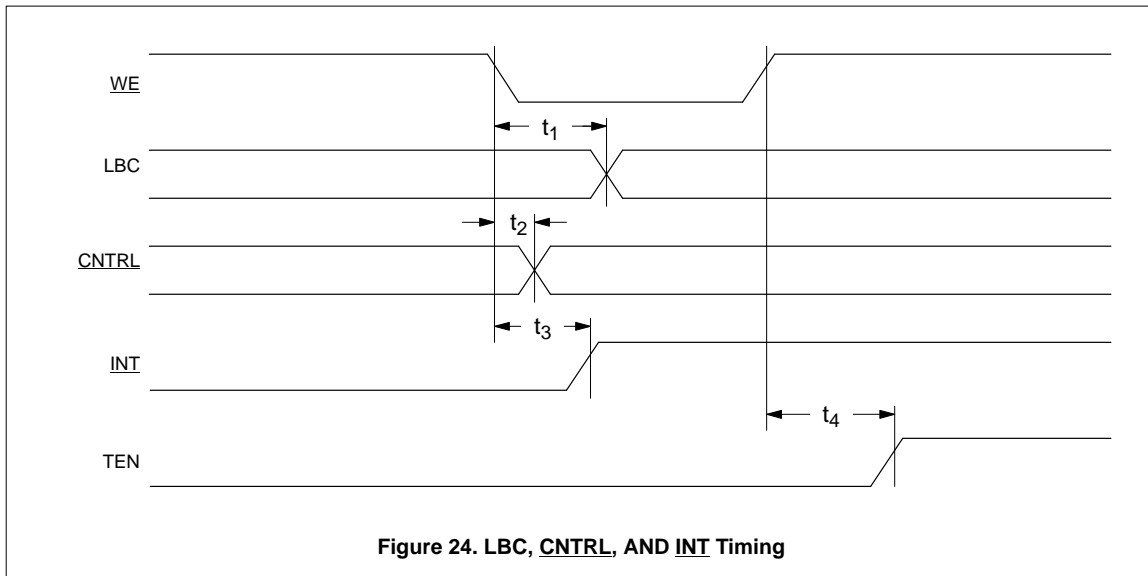 WE
t1
LBC
t2
CNTRL
t3
INT
t4
TEN
Figure 24. LBC, CNTRL, AND INT Timing